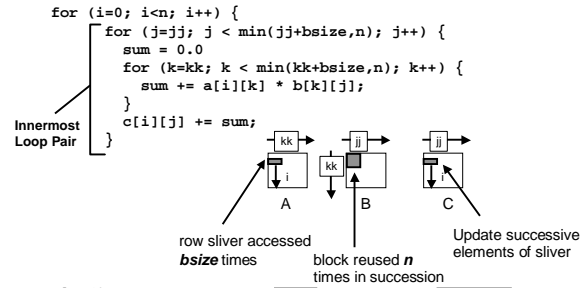 for (i=0; i<n; i++) {
for (j=jj; j < min(jj+bsize,n); j++) {
sum = 0.0
for (k=kk; k < min(kk+bsize,n); k++) {
sum += a[i][k] * b[k][j];
}
c[i][j] += sum;
}
Innermost
Loop Pair
kk
jj
jj
kk
i
i
A
B
C
row sliver accessed
bsize times
block reused n
times in succession
Update successive
elements of sliver